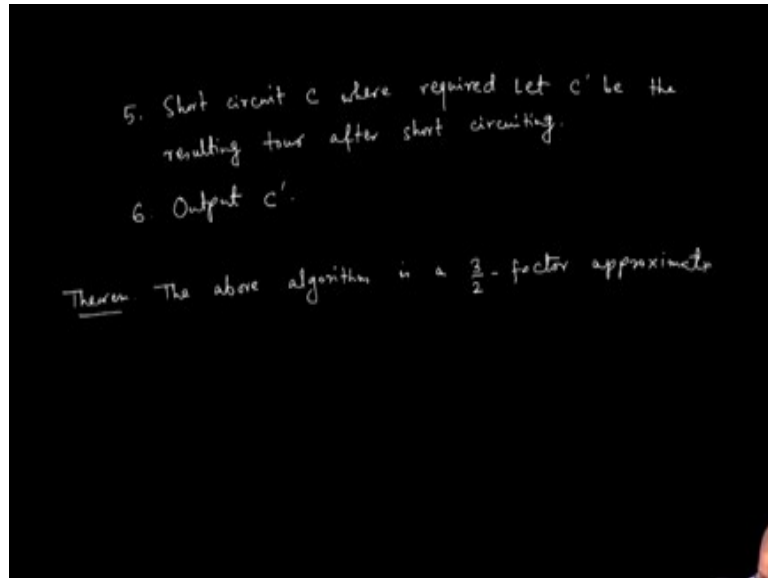 5. Short circuit C where required Let C' be the
resulting tour after short circuiting.
6. Output C'.
Theorem. The above algorithm is a 3/2 - factor approximatn